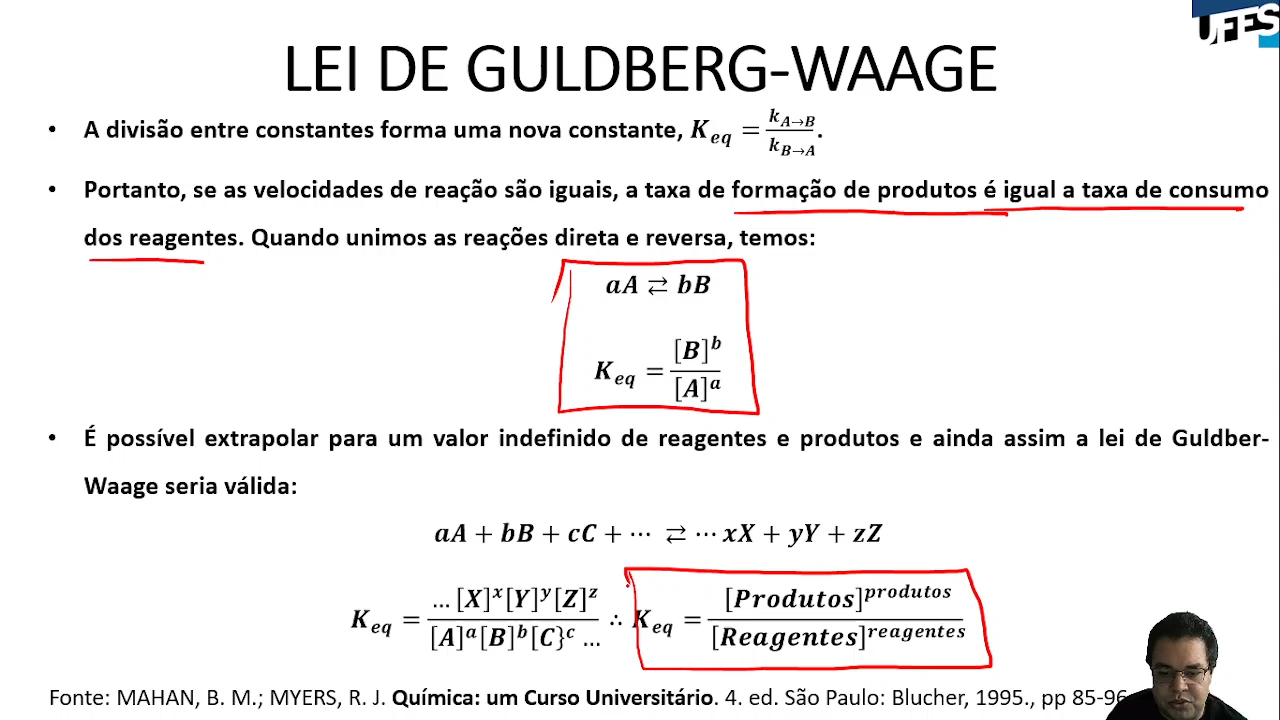 UFES
LEI DE GULDBERG-WAAGE
• A divisão entre constantes forma uma nova constante, K_eq = k_{A→B}/k_{B→A}.
• Portanto, se as velocidades de reação são iguais, a taxa de formação de produtos é igual a taxa de consumo
dos reagentes. Quando unimos as reações direta e reversa, temos:
aA ⇄ bB
K_eq = [B]^b/[A]^a
• É possível extrapolar para um valor indefinido de reagentes e produtos e ainda assim a lei de Guldber-
Waage seria válida:
aA + bB + cC + ⋯ ⇄ ⋯ xX + yY + zZ
K_eq = … [X]^x[Y]^y[Z]^z/[A]^a[B]^b[C}^c … ∴ K_eq = [Produtos]^produtos/[Reagentes]^reagentes
Fonte: MAHAN, B. M.; MYERS, R. J. Química: um Curso Universitário. 4. ed. São Paulo: Blucher, 1995., pp 85-96